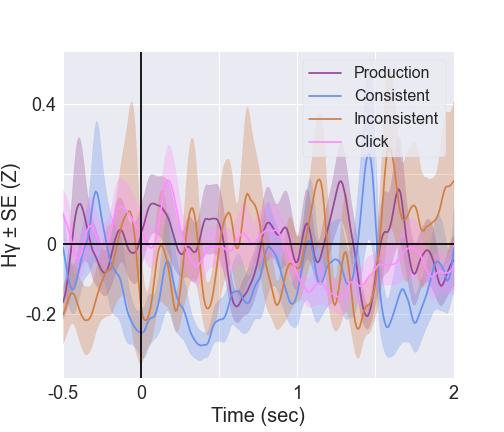 Production
Consistent
Inconsistent
Click
0.4
0
-0.2
Hγ ± SE (Z)
-0.5 0 1 2
Time (sec)